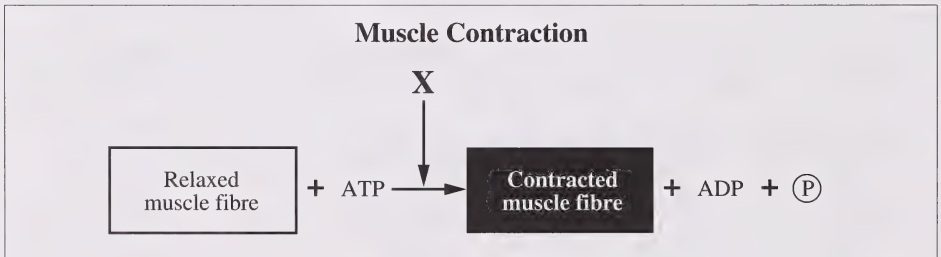 Muscle Contraction
X
Relaxed
muscle fibre
+ ATP
Contracted
muscle fibre
+ ADP + Ⓟ